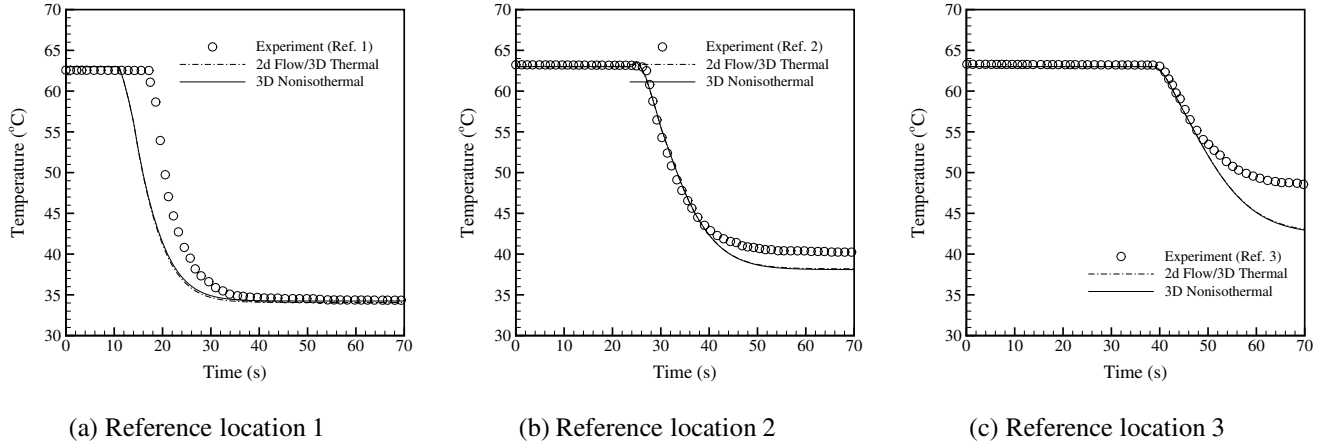 Temperature (°C)
70
65
60
55
50
45
40
35
30
0 10 20 30 40 50 60 70
Time (s)
Experiment (Ref. 1)
2d Flow/3D Thermal
3D Nonisothermal
(a) Reference location 1
Temperature (°C)
70
65
60
55
50
45
40
35
30
0 10 20 30 40 50 60 70
Time (s)
Experiment (Ref. 2)
2d Flow/3D Thermal
3D Nonisothermal
(b) Reference location 2
Temperature (°C)
70
65
60
55
50
45
40
35
30
0 10 20 30 40 50 60 70
Time (s)
Experiment (Ref. 3)
2d Flow/3D Thermal
3D Nonisothermal
(c) Reference location 3